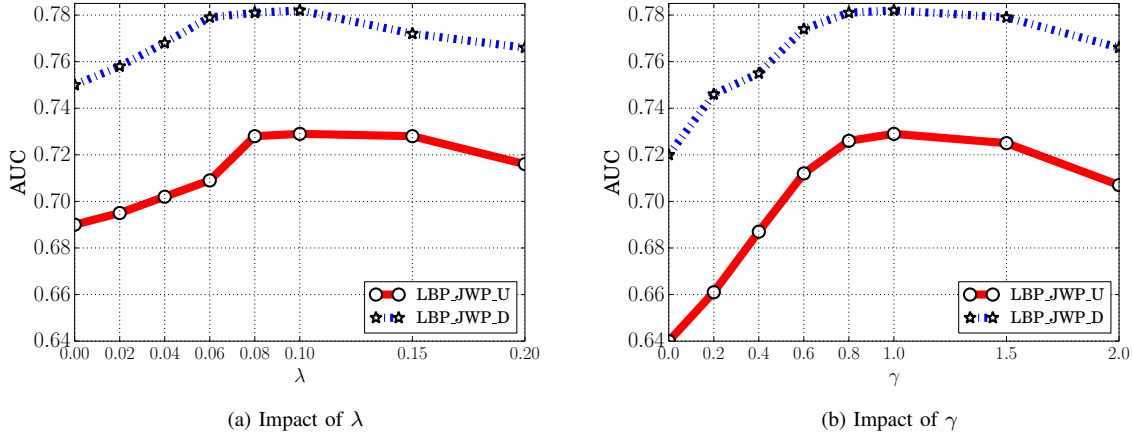 0.78
0.76
0.74
0.72
0.70
0.68
0.66
0.64
AUC
0.00 0.02 0.04 0.06 0.08 0.10 0.15 0.20
λ
LBP_JWP_U
LBP_JWP_D
(a) Impact of λ
0.78
0.76
0.74
0.72
0.70
0.68
0.66
0.64
AUC
0.0 0.2 0.4 0.6 0.8 1.0 1.5 2.0
γ
LBP_JWP_U
LBP_JWP_D
(b) Impact of γ